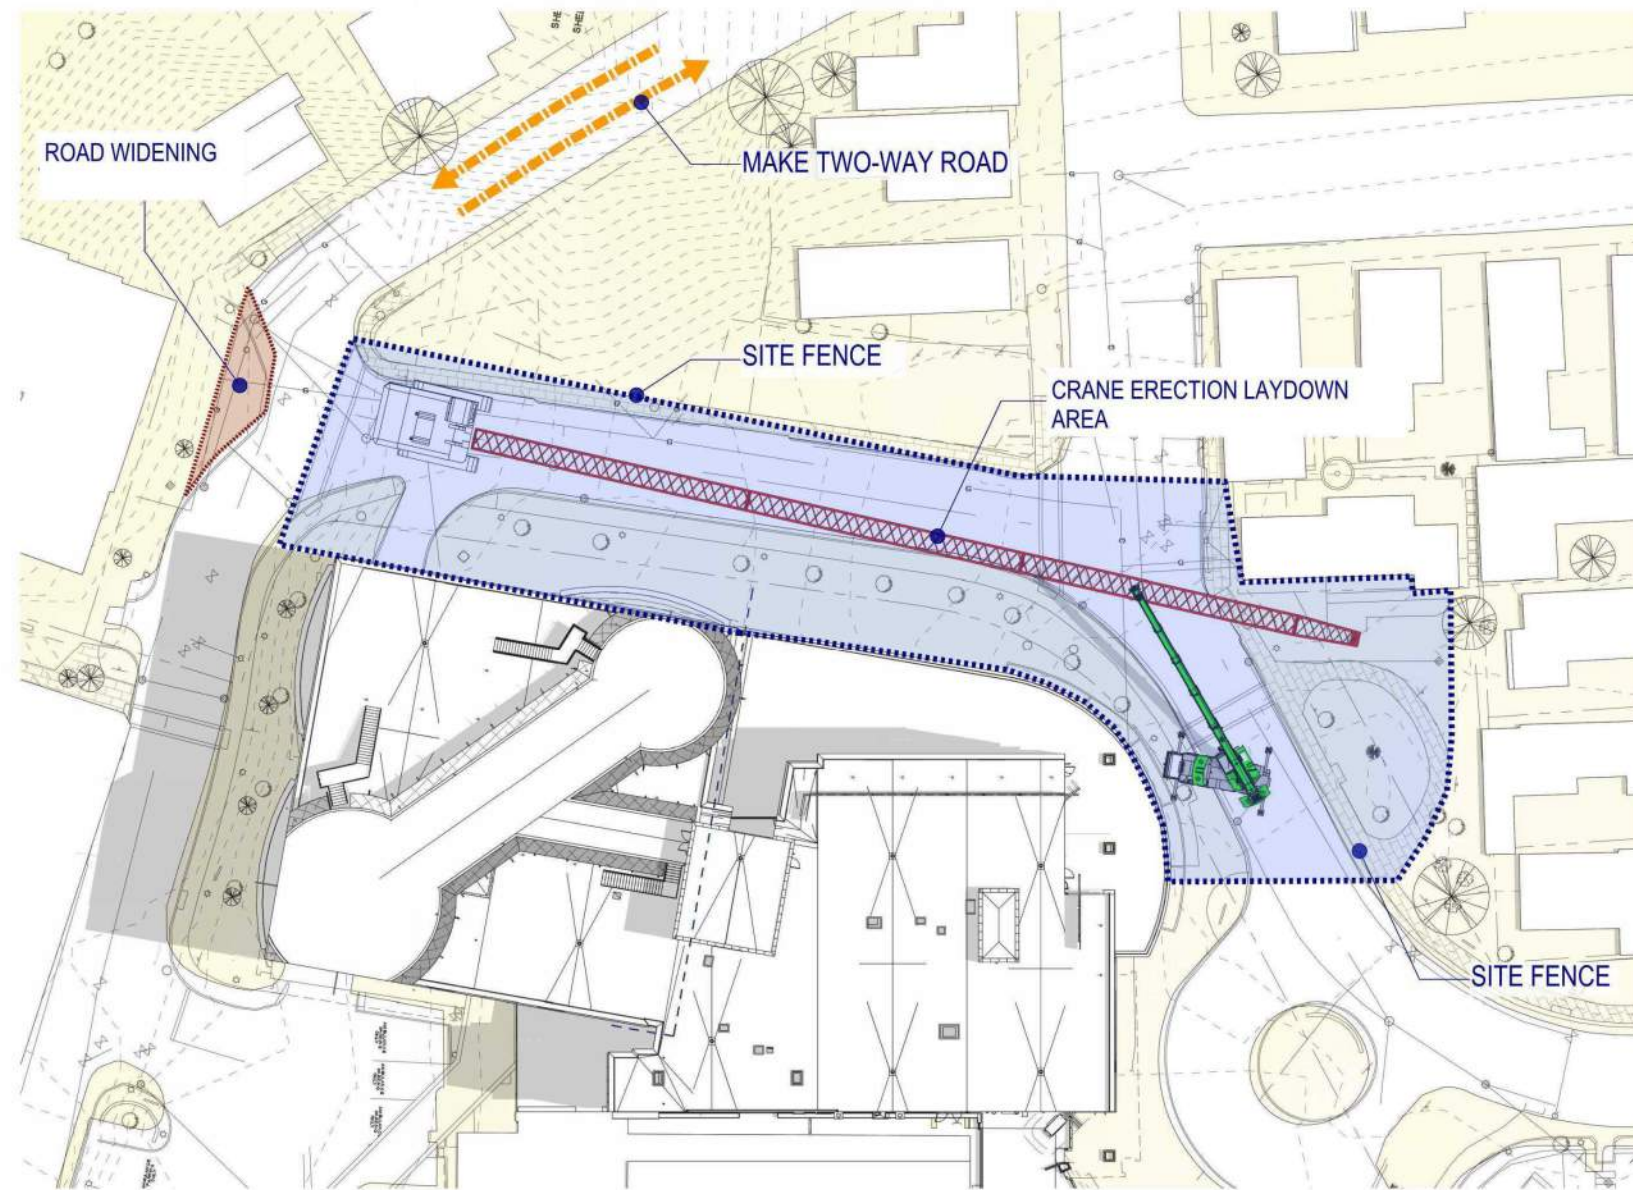 ROAD WIDENING
MAKE TWO-WAY ROAD
SITE FENCE
CRANE ERECTION LAYDOWN
AREA
SITE FENCE